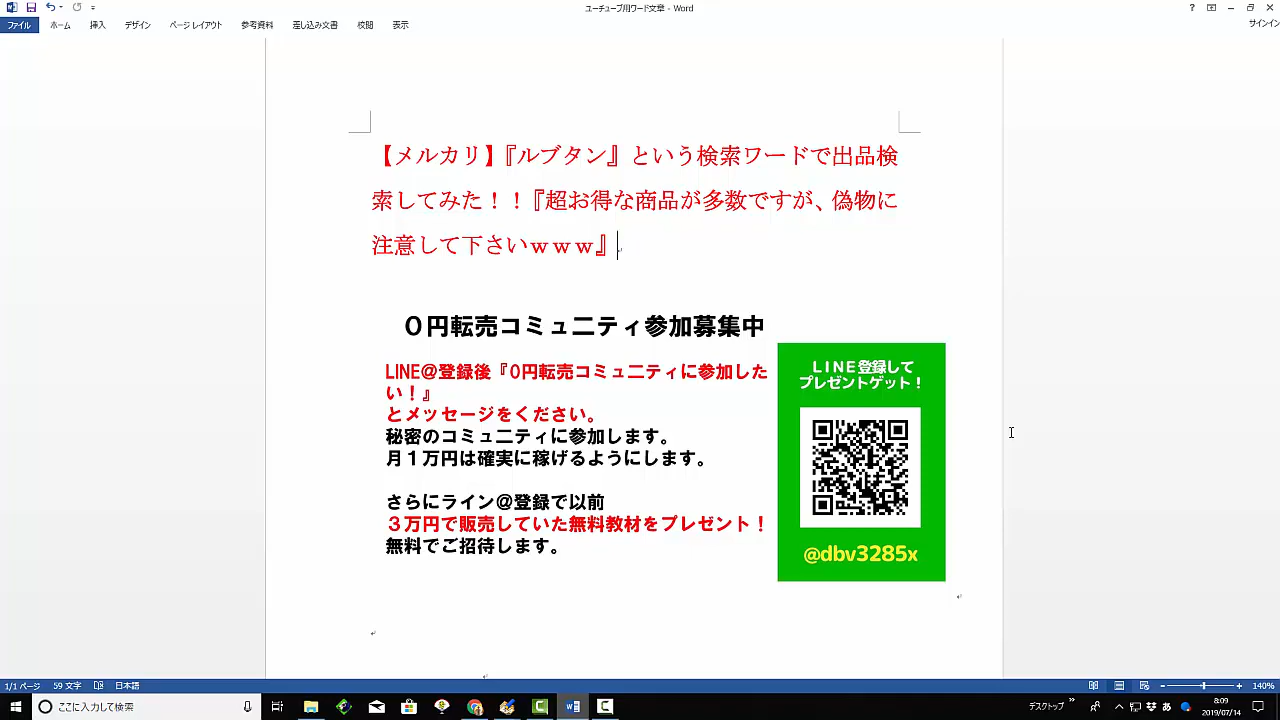 ユーチューブ用ワード文章 - Word
サインイン
ファイル ホーム 挿入 デザイン ページ レイアウト 参考資料 差し込み文書 校閲 表示
【メルカリ】『ルブタン』という検索ワードで出品検
索してみた！！『超お得な商品が多数ですが、偽物に
注意して下さいｗｗｗ』
０円転売コミュニティ参加募集中
LINE@登録後『0円転売コミュニティに参加した
い！』
とメッセージをください。
秘密のコミュニティに参加します。
月１万円は確実に稼げるようにします。
さらにライン@登録で以前
３万円で販売していた無料教材をプレゼント！
無料でご招待します。
ＬＩＮＥ登録して
プレゼントゲット！
@dbv3285x
1/1 ページ 59 文字 日本語
140%
ここに入力して検索
デスクトップ
あ
8:09
2019/07/14